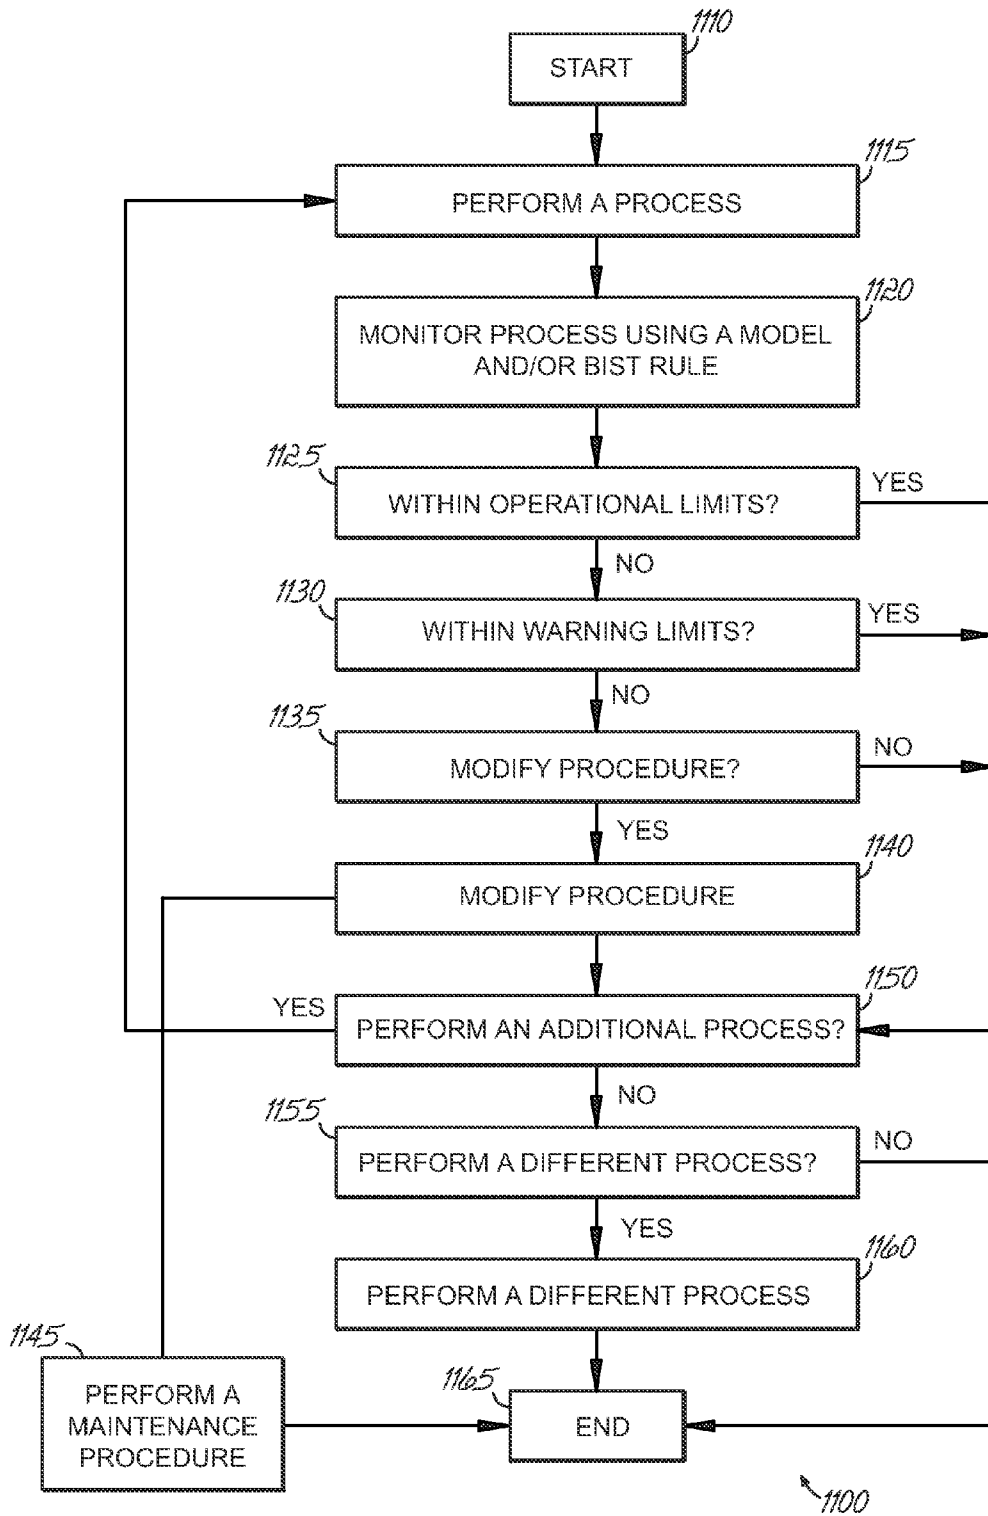 1110
START
1115
PERFORM A PROCESS
1120
MONITOR PROCESS USING A MODEL
AND/OR BIST RULE
1125
WITHIN OPERATIONAL LIMITS?
YES
NO
1130
WITHIN WARNING LIMITS?
YES
NO
1135
MODIFY PROCEDURE?
NO
YES
1140
MODIFY PROCEDURE
1150
YES
PERFORM AN ADDITIONAL PROCESS?
NO
1155
PERFORM A DIFFERENT PROCESS?
NO
YES
1160
PERFORM A DIFFERENT PROCESS
1145
PERFORM A
MAINTENANCE
PROCEDURE
1165
END
1100